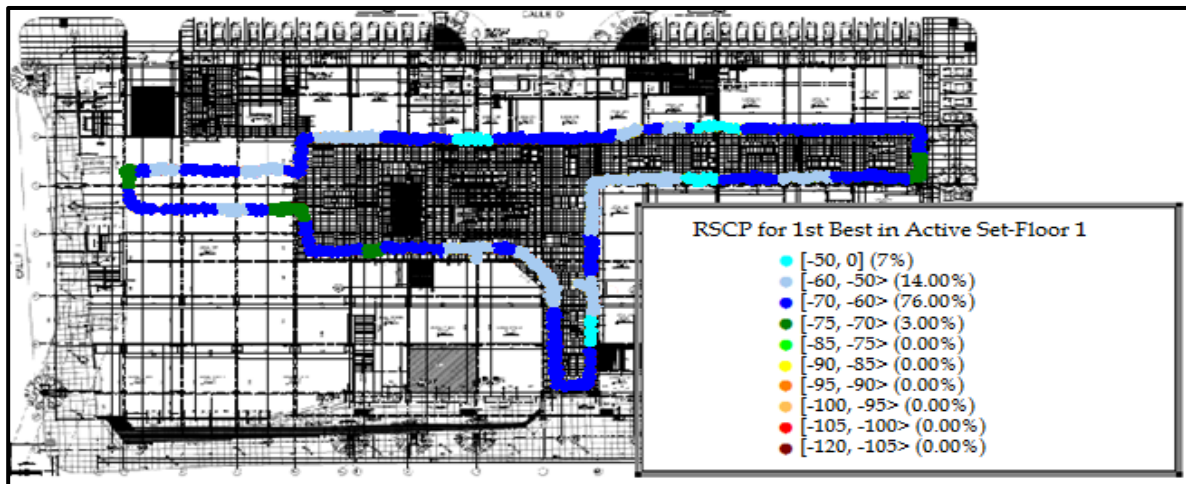 CALLE D
RSCP for 1st Best in Active Set-Floor 1
[-50, 0] (7%)
[-60, -50> (14.00%)
[-70, -60> (76.00%)
[-75, -70> (3.00%)
[-85, -75> (0.00%)
[-90, -85> (0.00%)
[-95, -90> (0.00%)
[-100, -95> (0.00%)
[-105, -100> (0.00%)
[-120, -105> (0.00%)